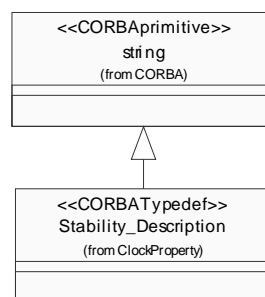 <<CORBAprimitive>>
string
(from CORBA)
<<CORBATypedef>>
Stability_Description
(from ClockProperty)